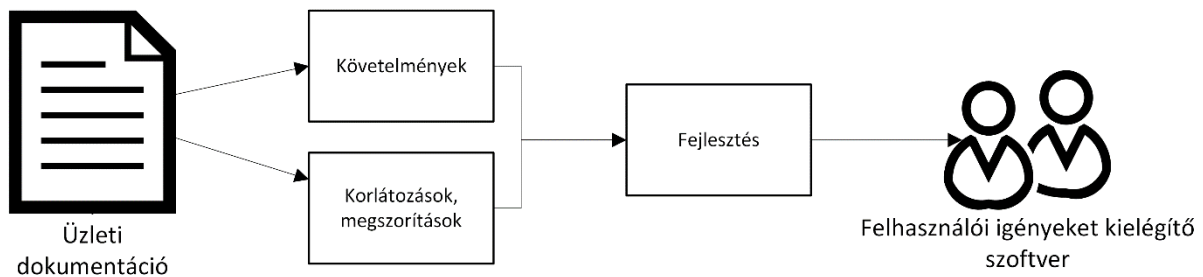 Üzleti
dokumentáció
Követelmények
Korlátozások,
megszorítások
Fejlesztés
Felhasználói igényeket kielégítő
szoftver